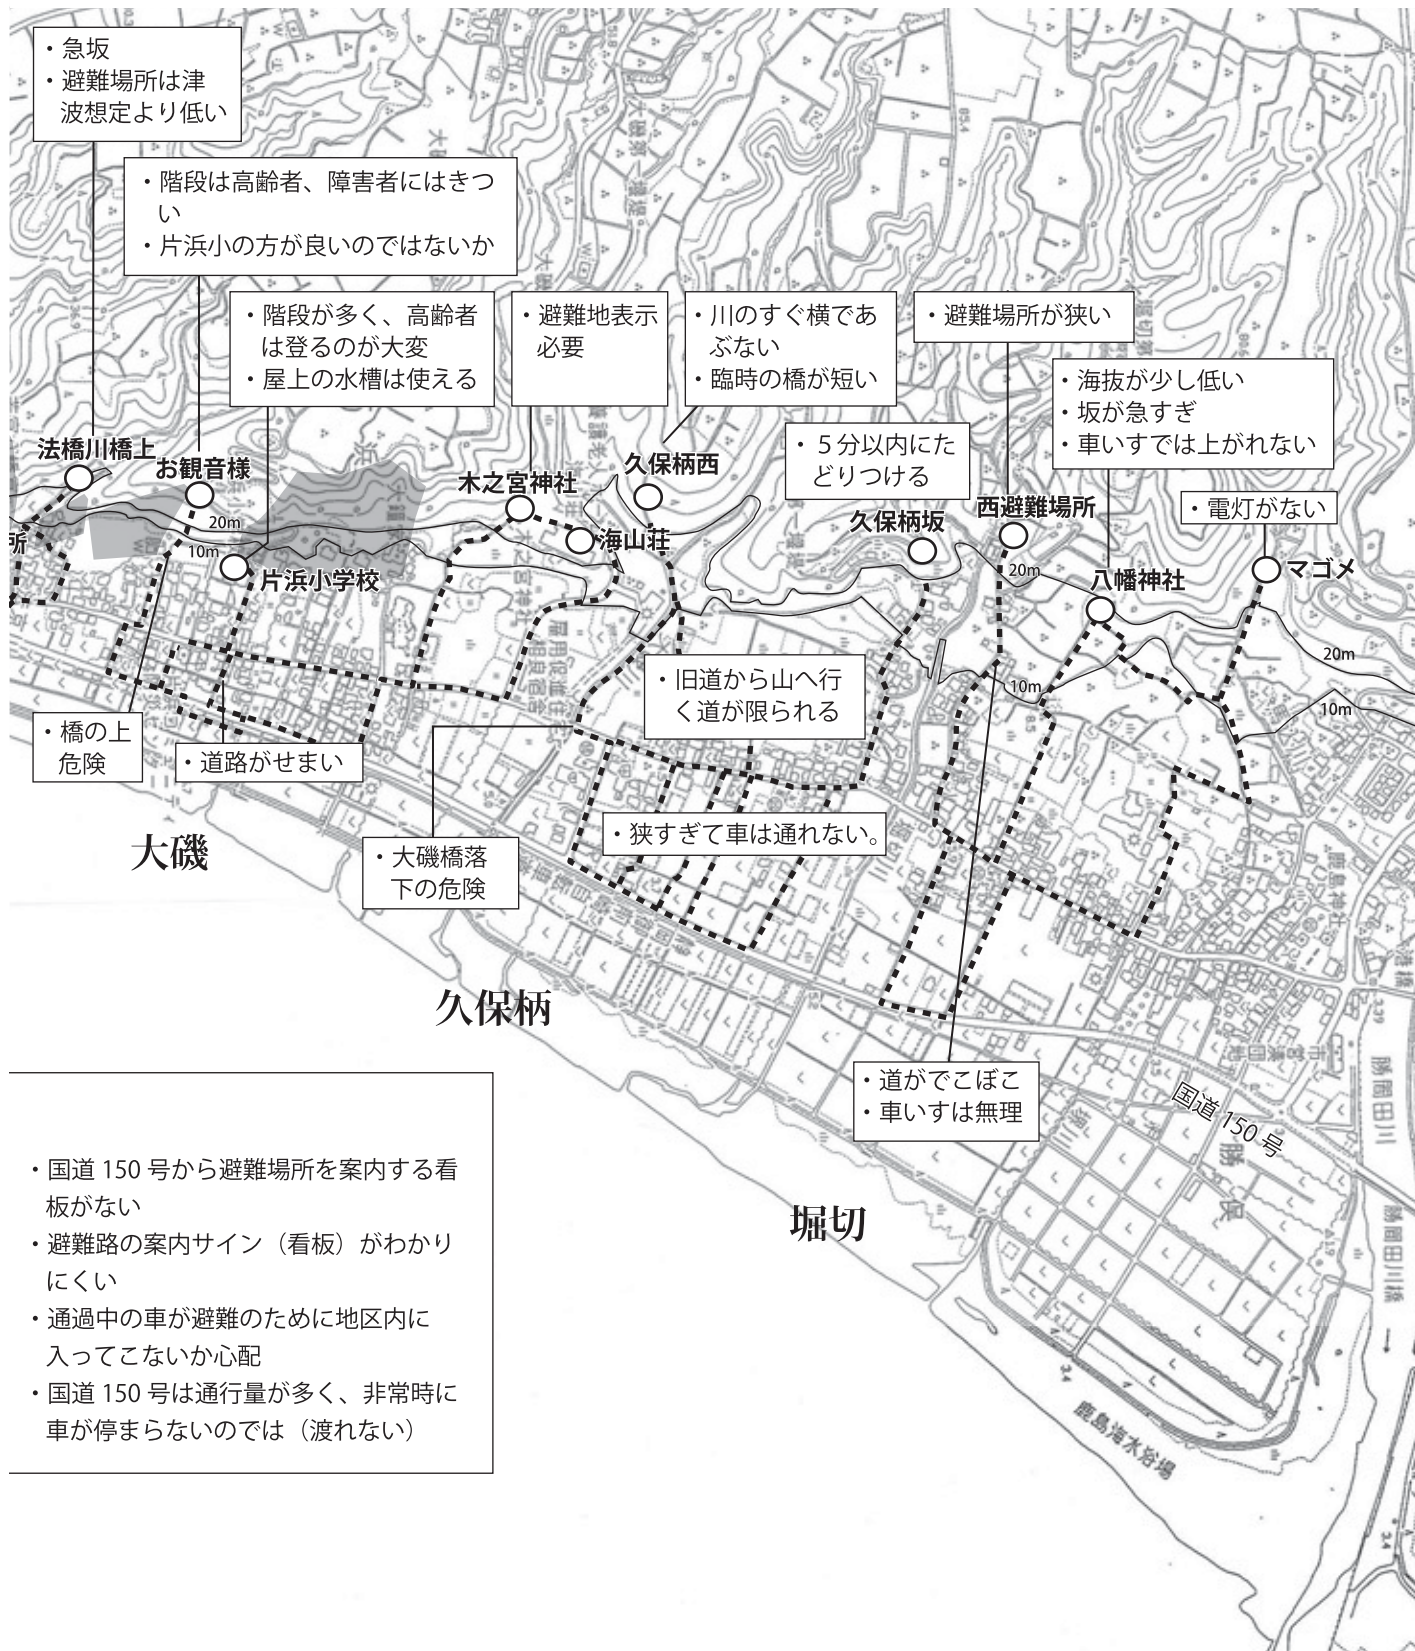 ・急坂
・避難場所は津
波想定より低い
・階段は高齢者、障害者にはきつ
い
・片浜小の方が良いのではないか
・階段が多く、高齢者
は登るのが大変
・屋上の水槽は使える
・避難地表示
必要
・川のすぐ横であ
ぶない
・臨時の橋が短い
・避難場所が狭い
・海抜が少し低い
・坂が急すぎ
・車いすでは上がれない
・５分以内にた
どりつける
・電灯がない
法橋川橋上
お観音様
木之宮神社
久保柄西
海山荘
久保柄坂
西避難場所
八幡神社
マゴメ
片浜小学校
所
20m
10m
20m
10m
20m
10m
・旧道から山へ行
く道が限られる
・橋の上
危険
・道路がせまい
・狭すぎて車は通れない。
・大磯橋落
下の危険
大磯
久保柄
堀切
・道がでこぼこ
・車いすは無理
国道 150 号
勝間田川
勝間田川橋
鹿島海水浴場
・国道 150 号から避難場所を案内する看
板がない
・避難路の案内サイン（看板）がわかり
にくい
・通過中の車が避難のために地区内に
入ってこないか心配
・国道 150 号は通行量が多く、非常時に
車が停まらないのでは（渡れない）